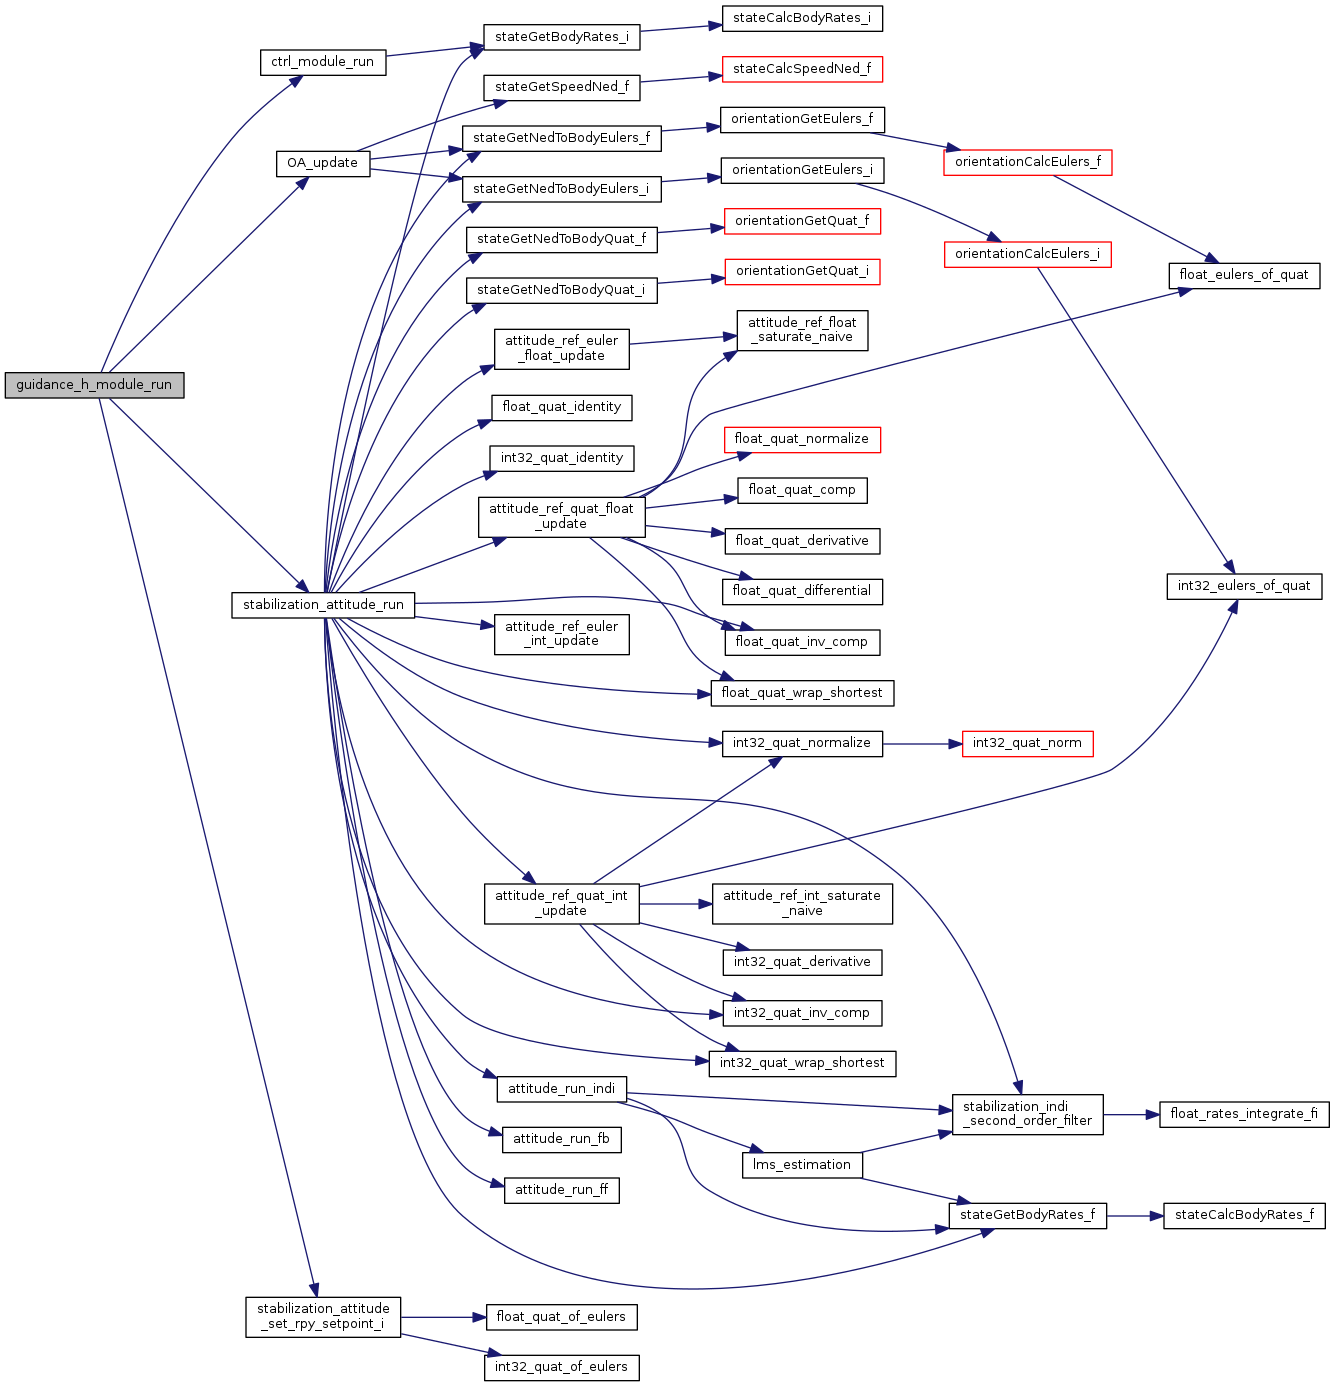 guidance_h_module_run
ctrl_module_run
OA_update
stabilization_attitude_run
stabilization_attitude
_set_rpy_setpoint_i
stateGetBodyRates_i
stateGetSpeedNed_f
stateGetNedToBodyEulers_f
stateGetNedToBodyEulers_i
stateGetNedToBodyQuat_f
stateGetNedToBodyQuat_i
attitude_ref_euler
_float_update
float_quat_identity
int32_quat_identity
attitude_ref_quat_float
_update
attitude_ref_euler
_int_update
attitude_ref_quat_int
_update
attitude_run_indi
attitude_run_fb
attitude_run_ff
float_quat_of_eulers
int32_quat_of_eulers
stateCalcBodyRates_i
stateCalcSpeedNed_f
orientationGetEulers_f
orientationGetEulers_i
orientationGetQuat_f
orientationGetQuat_i
attitude_ref_float
_saturate_naive
float_quat_normalize
float_quat_comp
float_quat_derivative
float_quat_differential
float_quat_inv_comp
float_quat_wrap_shortest
int32_quat_normalize
attitude_ref_int_saturate
_naive
int32_quat_derivative
int32_quat_inv_comp
int32_quat_wrap_shortest
lms_estimation
orientationCalcEulers_f
orientationCalcEulers_i
int32_quat_norm
stabilization_indi
_second_order_filter
stateGetBodyRates_f
float_eulers_of_quat
int32_eulers_of_quat
float_rates_integrate_fi
stateCalcBodyRates_f